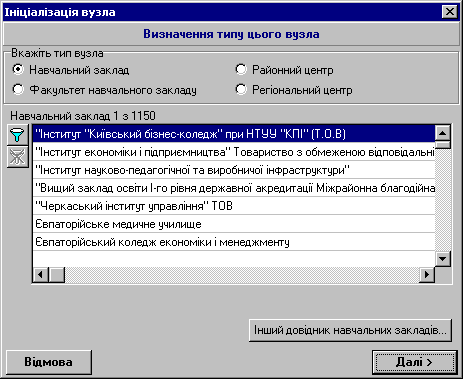 Ініціалізація вузла
Визначення типу цього вузла
Вкажіть тип вузла
Навчальний заклад
Районний центр
Факультет навчального закладу
Регіональний центр
Навчальний заклад 1 з 1150
"Інститут "Київський бізнес-коледж" при НТУУ "КПІ" (Т.О.В)
"Інститут економіки і підприємництва" Товариство з обмеженою відповідальні
"Інститут науково-педагогічної та виробничої інфраструктури"
"Вищий заклад освіти І-го рівня державної акредитації Міжрайонна благодійна
"Черкаський інститут управління" ТОВ
Євпаторійське медичне училище
Євпаторійський коледж економіки і менеджменту
Інший довідник навчальних закладів...
Відмова
Далі >